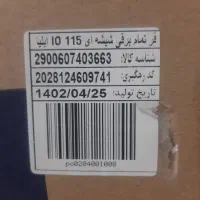 فر تمام برقی شیشه ای IO 115 ایلیا
شناسه کالا: 2900607403663
کد رهگیری: 2028124609741
تاریخ تولید: 1402/04/25
po0204001008